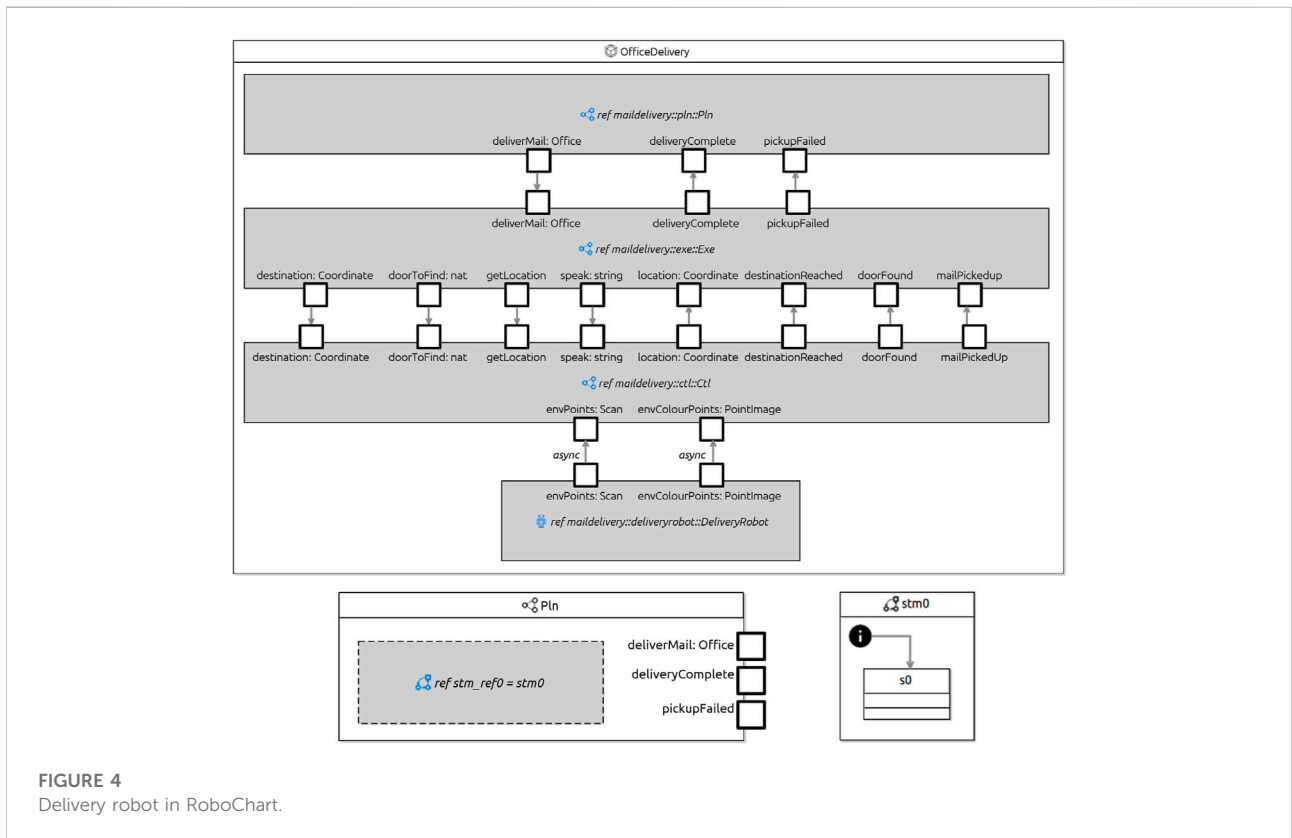 OfficeDelivery
ref maildelivery::pln::Pln
deliverMail: Office deliveryComplete pickupFailed
deliverMail: Office deliveryComplete pickupFailed
ref maildelivery::exe::Exe
destination: Coordinate doorToFind: nat getLocation speak: string location: Coordinate destinationReached doorFound mailPickedup
destination: Coordinate doorToFind: nat getLocation speak: string location: Coordinate destinationReached doorFound mailPickedUp
ref maildelivery::ctl::Ctl
envPoints: Scan envColourPoints: PointImage
async async
envPoints: Scan envColourPoints: PointImage
ref maildelivery::deliveryrobot::DeliveryRobot
Pln
deliverMail: Office
deliveryComplete
pickupFailed
ref stm_ref0 = stm0
stm0
i
s0
FIGURE 4
Delivery robot in RoboChart.